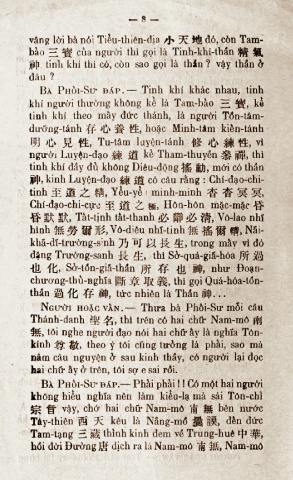 — 8 —
vâng lời bà nói Tiểu-thiên-địa 小天地 đó, còn Tam-
bảo 三寶 của người thì gọi là Tinh-khí-thần 精氣
神 tinh khí thì có, còn sao gọi là thần? vậy thần ở
đâu?
BÀ PHỒI-SƯ ĐÁP.— Tinh khí khác nhau, tinh
khí người thường không kể là Tam-bảo 三寶, kể
tinh khí theo mấy đức thánh, là người Tồn-tâm-
dưỡng-tánh 存心養性, hoặc Minh-tâm kiến-tánh
明心見性, Tu-tâm luyện-tánh 修心練性, vì
người Luyện-đạo 練道 kể Tham-thuyền 參禪, thì
tinh khí đầy đủ không Diệu-động 搖動, mới có thần
神, kinh Luyện-đạo 練道 có câu rằng: Chí-đạo-chi-
tinh 至道之精, Yểu-yểu minh-minh 杳杳冥冥,
Chí-đạo-chi-cực 至道之極, Hôn-hôn mặc-mặc 昏
昏默默, Tất-tịnh tất-thanh 必靜必清, Vô-lao nhĩ
hình 無勞爾形, Vô-diêu nhĩ-tinh 無搖爾精, Nãi-
khả-dĩ-trường-sinh 乃可以長生, trong mấy vì đó
đặng Trường-sanh 長生, thì Sở-quá-giả-hóa 所過
也化, Sở-tồn-giả-thần 所存也神, như Đoạn-
chương-thủ-nghĩa 斷章取義, thì gọi Quá-hóa-tồn-
thần 過化存神, tức nhiên là Thần 神...
NGƯỜI HOẶC VẤN.— Thưa bà Phối-Sư mỗi câu
Thánh-danh 聖名, thì trên có hai chữ Nam-mô 南
無, tôi nghe người đạo nói hai chữ ấy là nghĩa Tôn-
kính 尊敬, theo ý tôi cũng tưởng là phải, sao mà
năm câu nguyện ở sau kinh thầy, có người lại đọc
hai chữ ấy ở trên, tôi sợ e sai rồi.
BÀ PHỐI-SƯ ĐÁP.— Phải phải!! Có một hai người
không hiểu nghĩa nên làm kiểu-lạ mà sái Tôn-chỉ
宗旨 vậy, chớ hai chữ Nam-mô 南無 bên nước
Tây-thiên 西天 kêu là Nẳng-mồ 曩謨, đến đức
Tam-tạng 三藏 thỉnh kinh đem về Trung-huê 中華,
hồi đời Đường 唐 dịch ra là Nam-mô 南無, Nam-mô